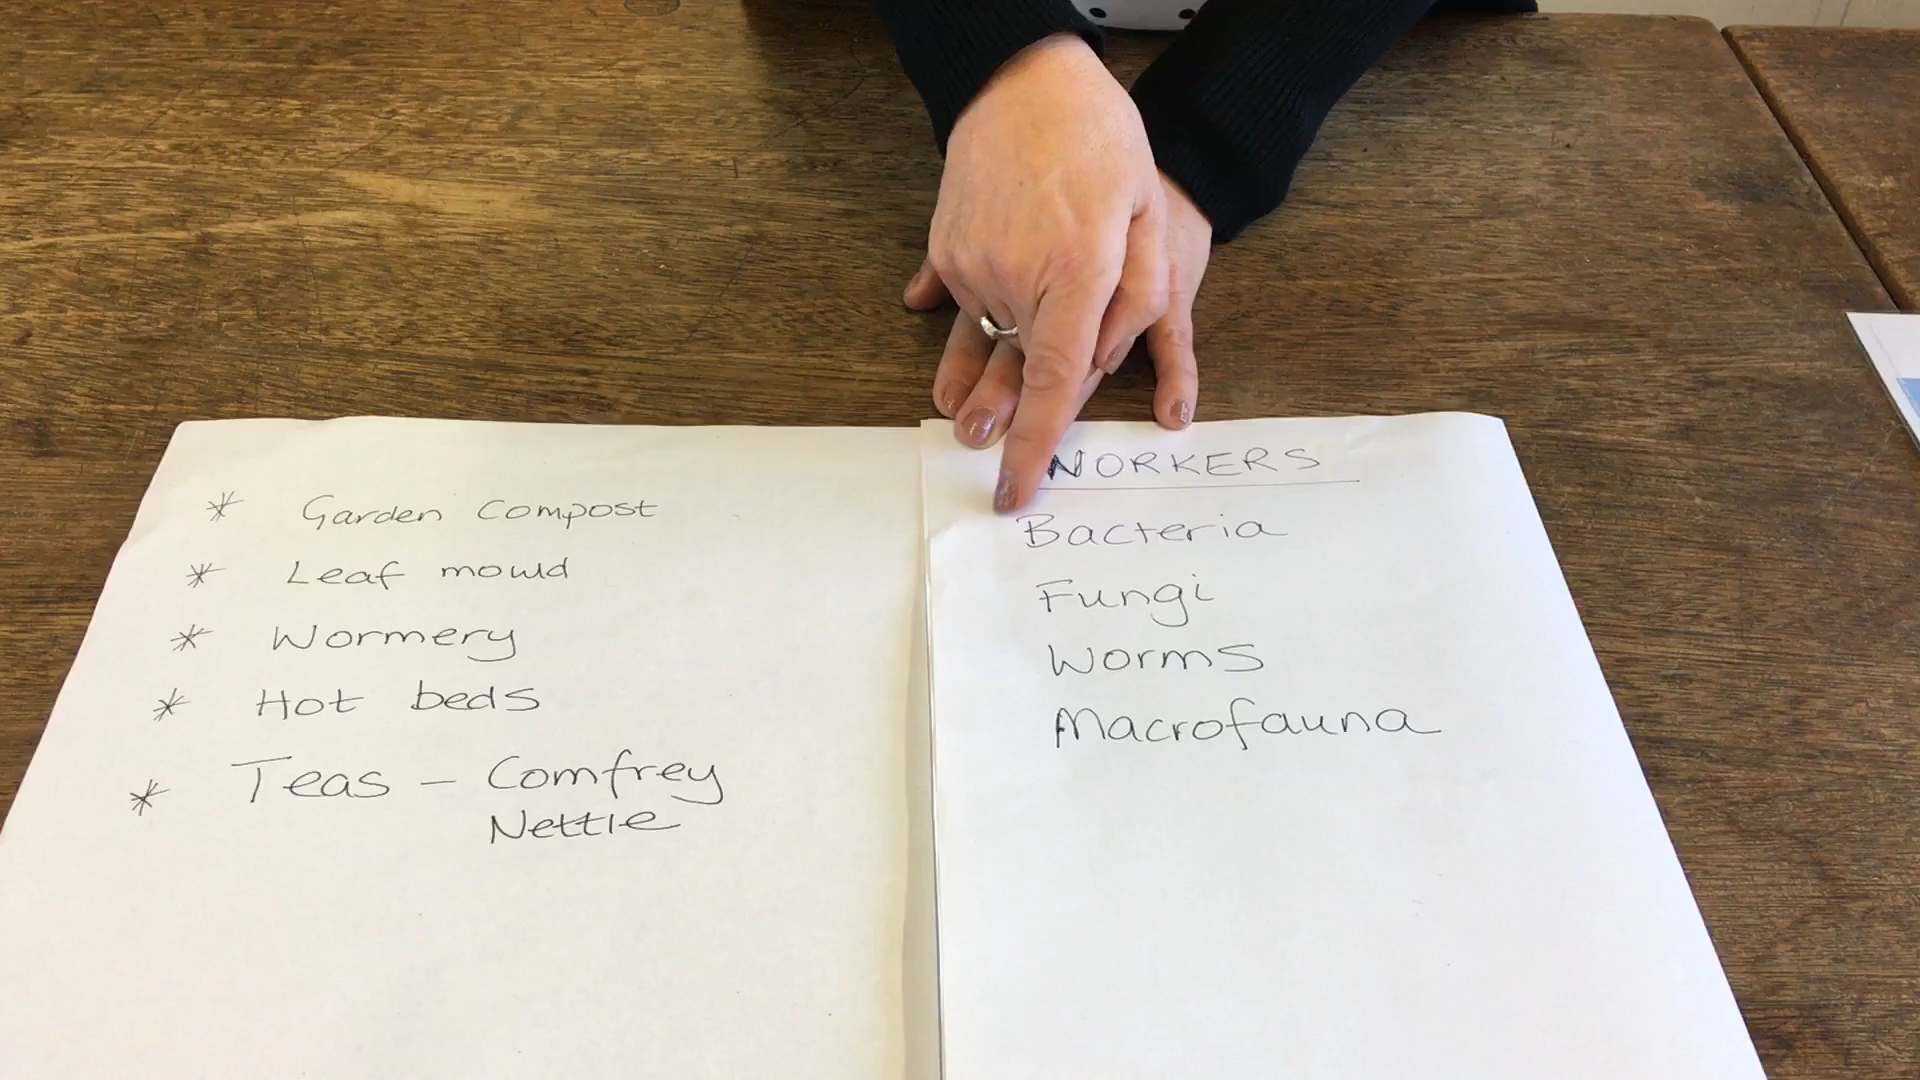 * Garden Compost
* Leaf mould
* Wormery
* Hot beds
* Teas - Comfrey
Nettle
WORKERS
Bacteria
Fungi
Worms
Macrofauna